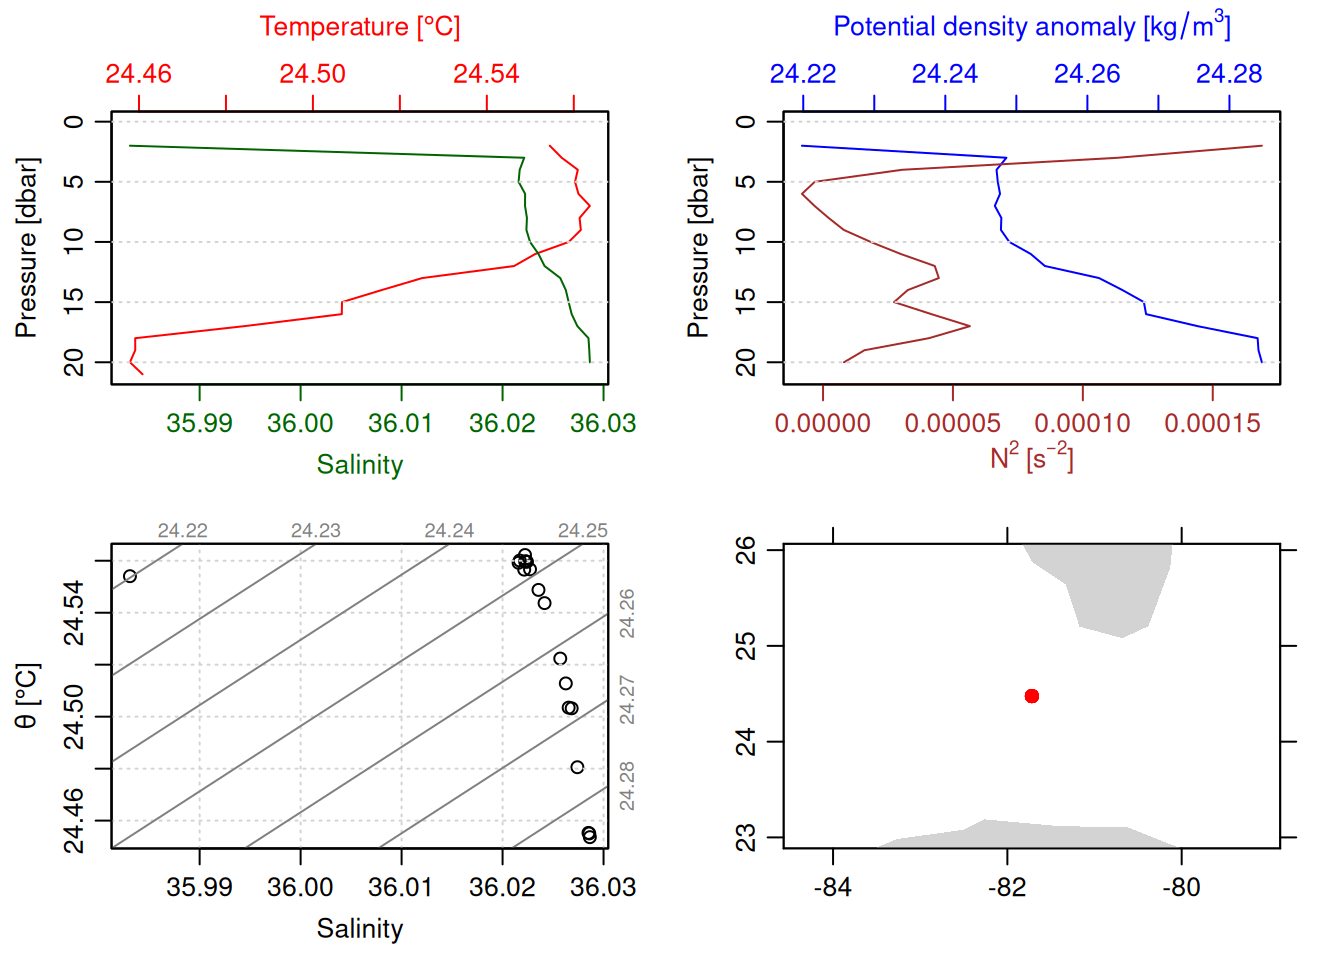 Temperature [°C]
24.46 24.50 24.54
Pressure [dbar]
0 5 10 15 20
35.99 36.00 36.01 36.02 36.03
Salinity
Potential density anomaly [kg/m³]
24.22 24.24 24.26 24.28
Pressure [dbar]
0 5 10 15 20
0.00000 0.00005 0.00010 0.00015
N² [s⁻²]
24.22 24.23 24.24 24.25
24.26
24.27
24.28
θ [°C]
24.54 24.50 24.46
35.99 36.00 36.01 36.02 36.03
Salinity
26 25 24 23
-84 -82 -80